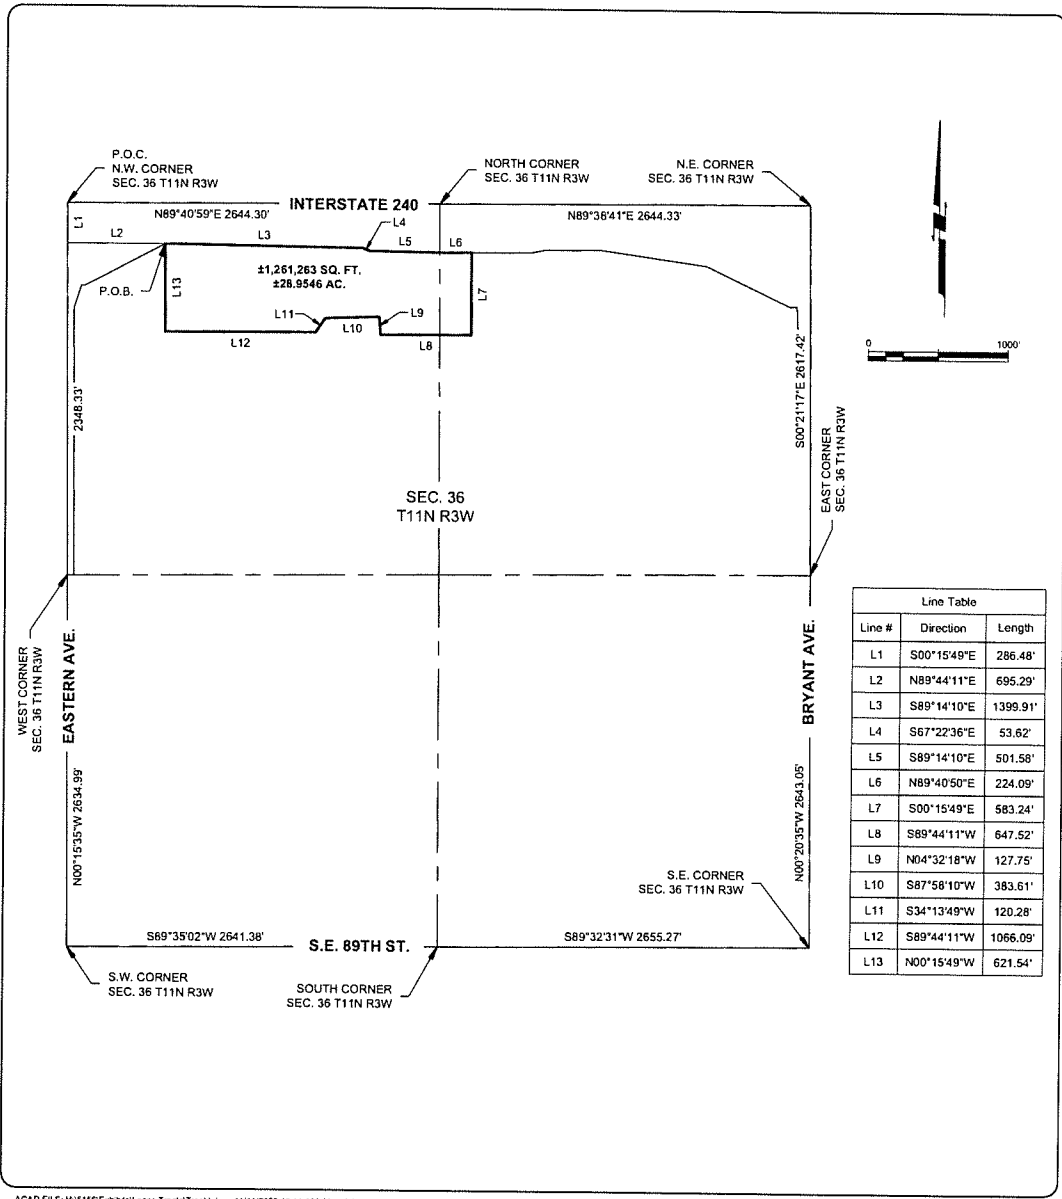 P.O.C.
N.W. CORNER
SEC. 36 T11N R3W
NORTH CORNER
SEC. 36 T11N R3W
N.E. CORNER
SEC. 36 T11N R3W
N89°40'59"E 2644.30'
INTERSTATE 240
N89°38'41"E 2644.33'
L1
L2
L3
L4
L5
L6
±1,261,263 SQ. FT.
±28.9546 AC.
P.O.B.
L13
L7
L11
L10
L9
L12
L8
0 1000'
2348.33'
S00°21'17"E 2617.42'
SEC. 36
T11N R3W
EAST CORNER
SEC. 36 T11N R3W
WEST CORNER
SEC. 36 T11N R3W
EASTERN AVE.
BRYANT AVE.
N00°15'35"W 2634.99'
N00°20'35"W 2643.05'
S.E. CORNER
SEC. 36 T11N R3W
S89°35'02"W 2641.38'
S.E. 89TH ST.
S89°32'31"W 2655.27'
S.W. CORNER
SEC. 36 T11N R3W
SOUTH CORNER
SEC. 36 T11N R3W
Line Table
Line # Direction Length
L1 S00°15'49"E 286.48'
L2 N89°44'11"E 695.29'
L3 S89°14'10"E 1399.91'
L4 S67°22'36"E 53.62'
L5 S89°14'10"E 501.58'
L6 N89°40'50"E 224.09'
L7 S00°15'49"E 583.24'
L8 S89°44'11"W 647.52'
L9 N04°32'18"W 127.75'
L10 S87°58'10"W 383.61'
L11 S34°13'49"W 120.28'
L12 S89°44'11"W 1066.09'
L13 N00°15'49"W 621.54'